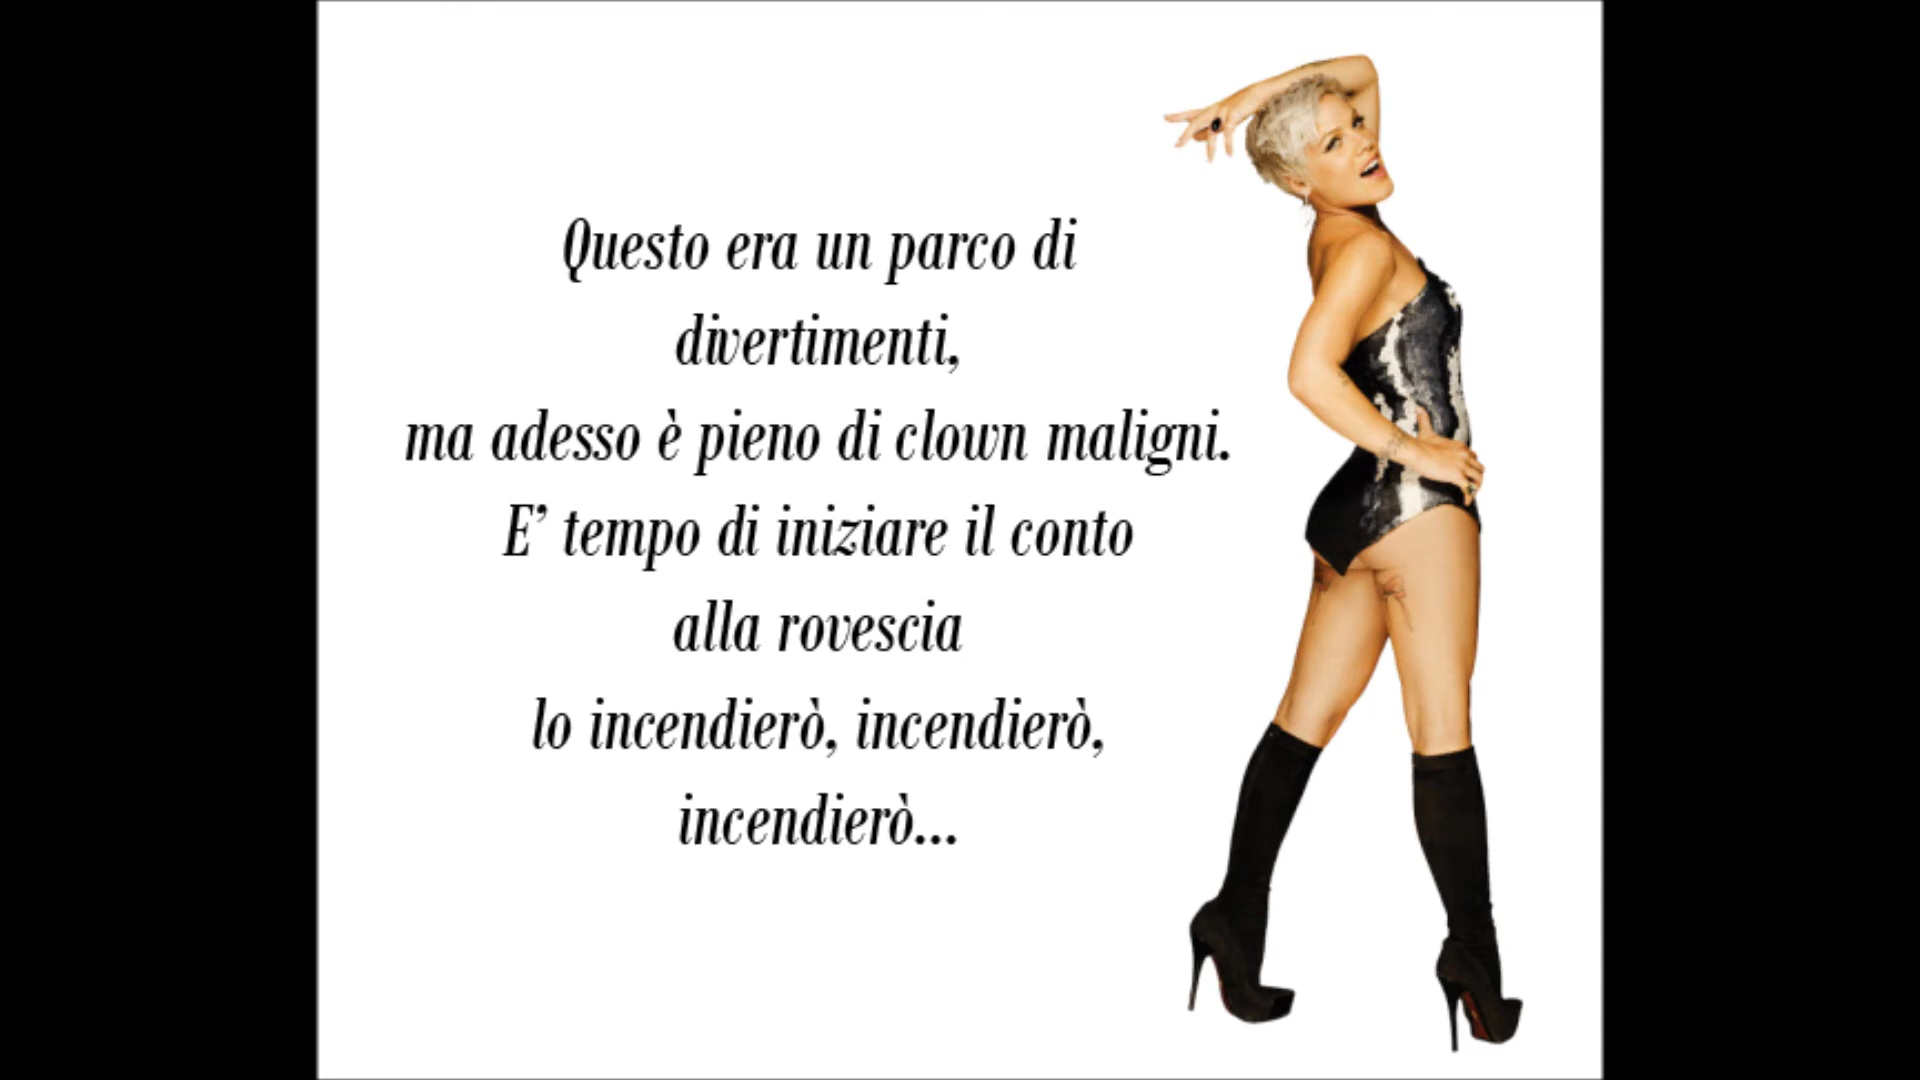 Questo era un parco di
divertimenti,
ma adesso è pieno di clown maligni.
E’ tempo di iniziare il conto
alla rovescia
lo incendierò, incendierò,
incendierò...